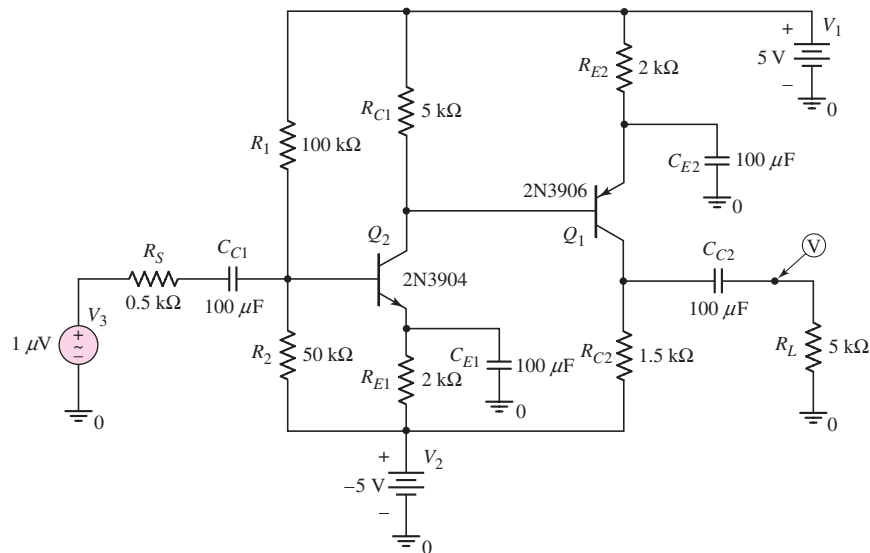 + V1
5 V
−
0
RE2 2 kΩ
RC1 5 kΩ
R1 100 kΩ
CE2 100 μF
0
2N3906
Q1
Q2
2N3904
RS
0.5 kΩ
CC1
100 μF
CC2
100 μF
V
V3
1 μV
+
~
−
0
R2 50 kΩ
RE1 2 kΩ
CE1 100 μF
0
RC2 1.5 kΩ
RL 5 kΩ
0
+ V2
−5 V
−
0